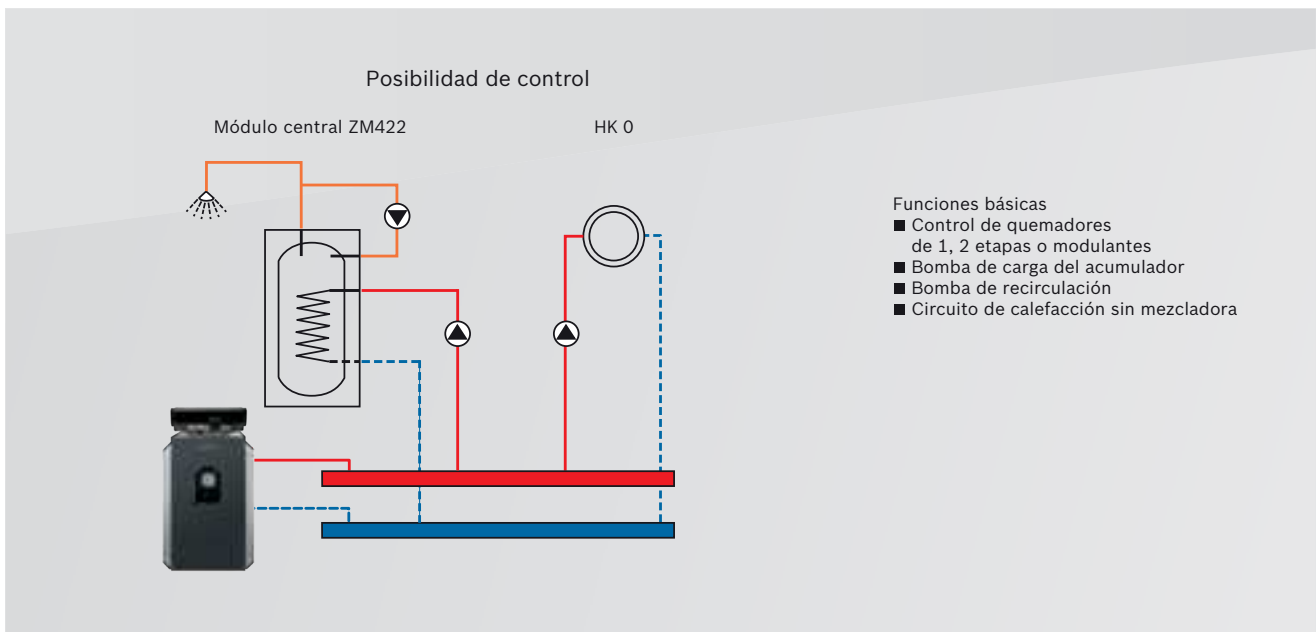 Posibilidad de control
Módulo central ZM422
HK 0
Funciones básicas
■ Control de quemadores
de 1, 2 etapas o modulantes
■ Bomba de carga del acumulador
■ Bomba de recirculación
■ Circuito de calefacción sin mezcladora